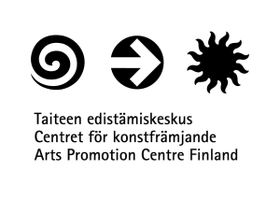 Taiteen edistämiskeskus
Centret för konstfrämjande
Arts Promotion Centre Finland